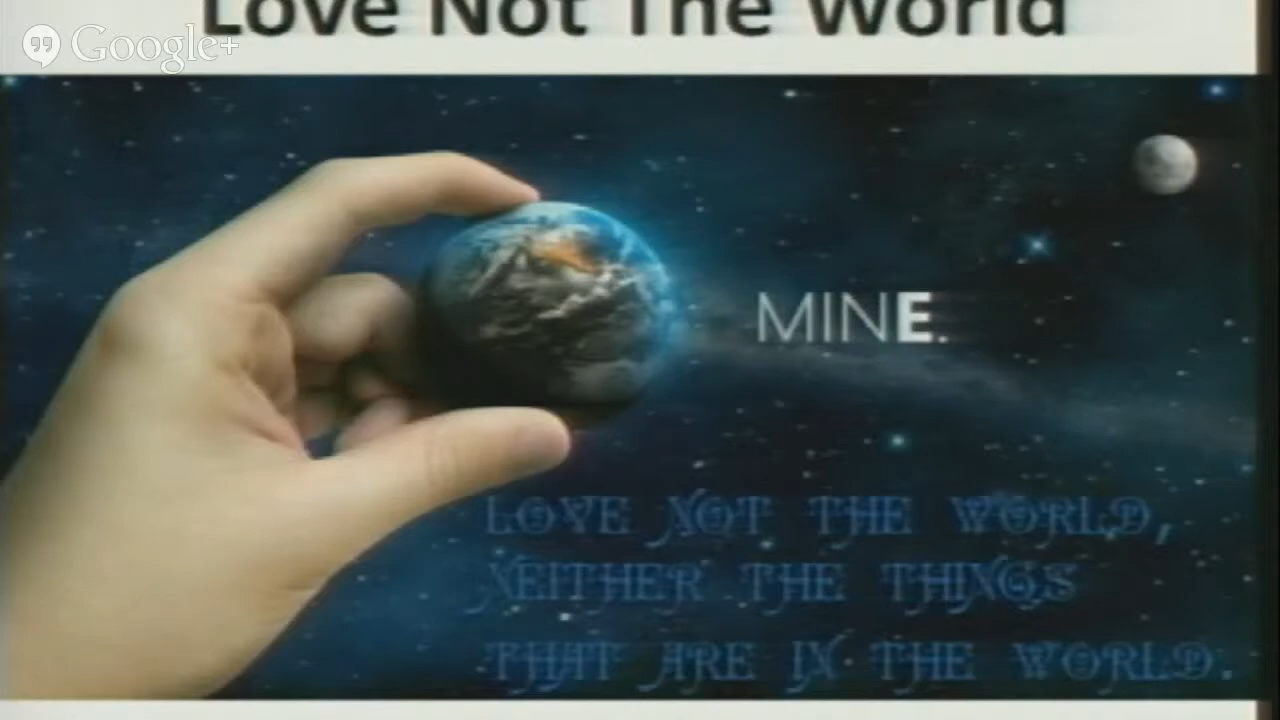 Love Not The World
Google+
MINE.
LOVE NOT THE WORLD,
NEITHER THE THINGS
THAT ARE IN THE WORLD.